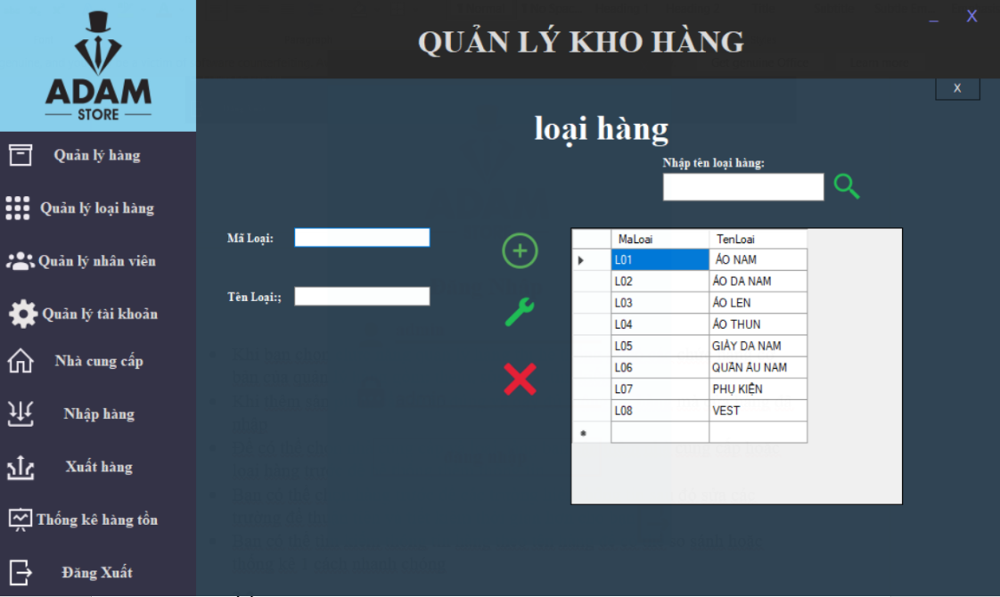 ADAM
STORE
QUẢN LÝ KHO HÀNG
_ X
X
loại hàng
Nhập tên loại hàng:
Quản lý hàng
Quản lý loại hàng
Quản lý nhân viên
Quản lý tài khoản
Nhà cung cấp
Nhập hàng
Xuất hàng
Thống kê hàng tồn
Đăng Xuất
Mã Loại:
Tên Loại:;
MaLoai TenLoai
L01 ÁO NAM
L02 ÁO DA NAM
L03 ÁO LEN
L04 ÁO THUN
L05 GIÀY DA NAM
L06 QUẦN ÂU NAM
L07 PHỤ KIỆN
L08 VEST